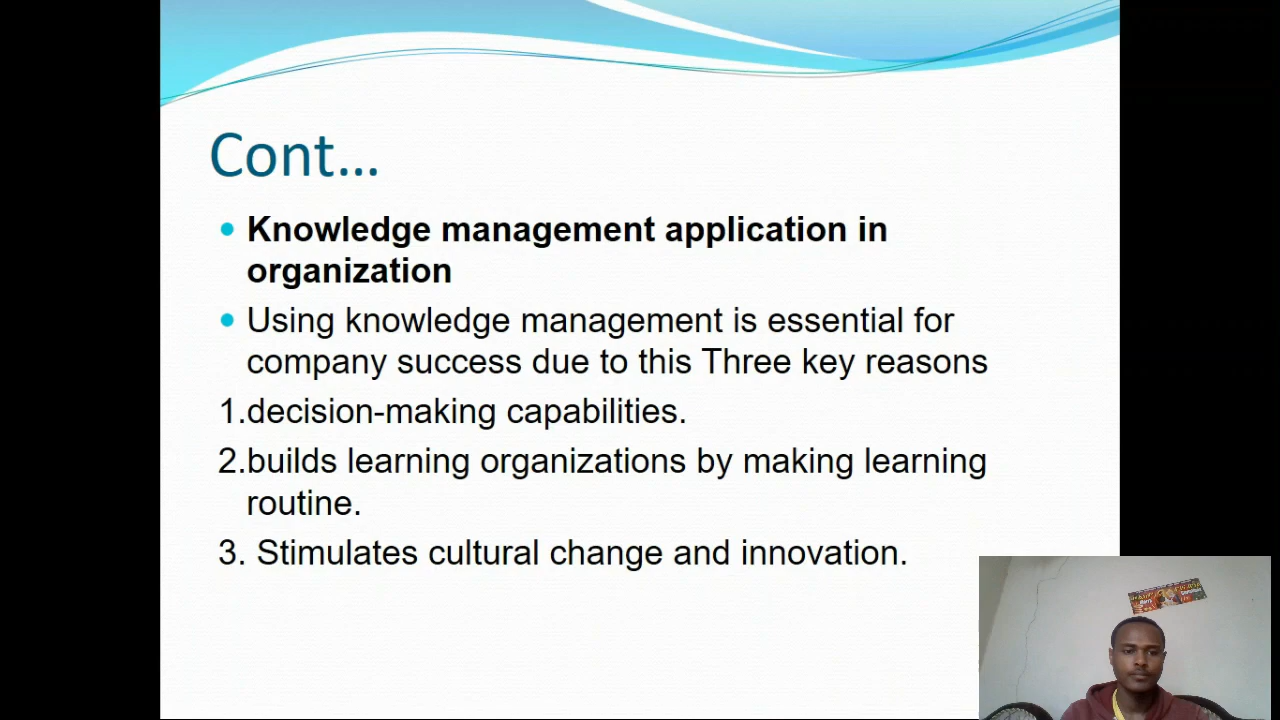 Cont…
Knowledge management application in
organization
Using knowledge management is essential for
company success due to this Three key reasons
1.decision-making capabilities.
2.builds learning organizations by making learning
routine.
3. Stimulates cultural change and innovation.